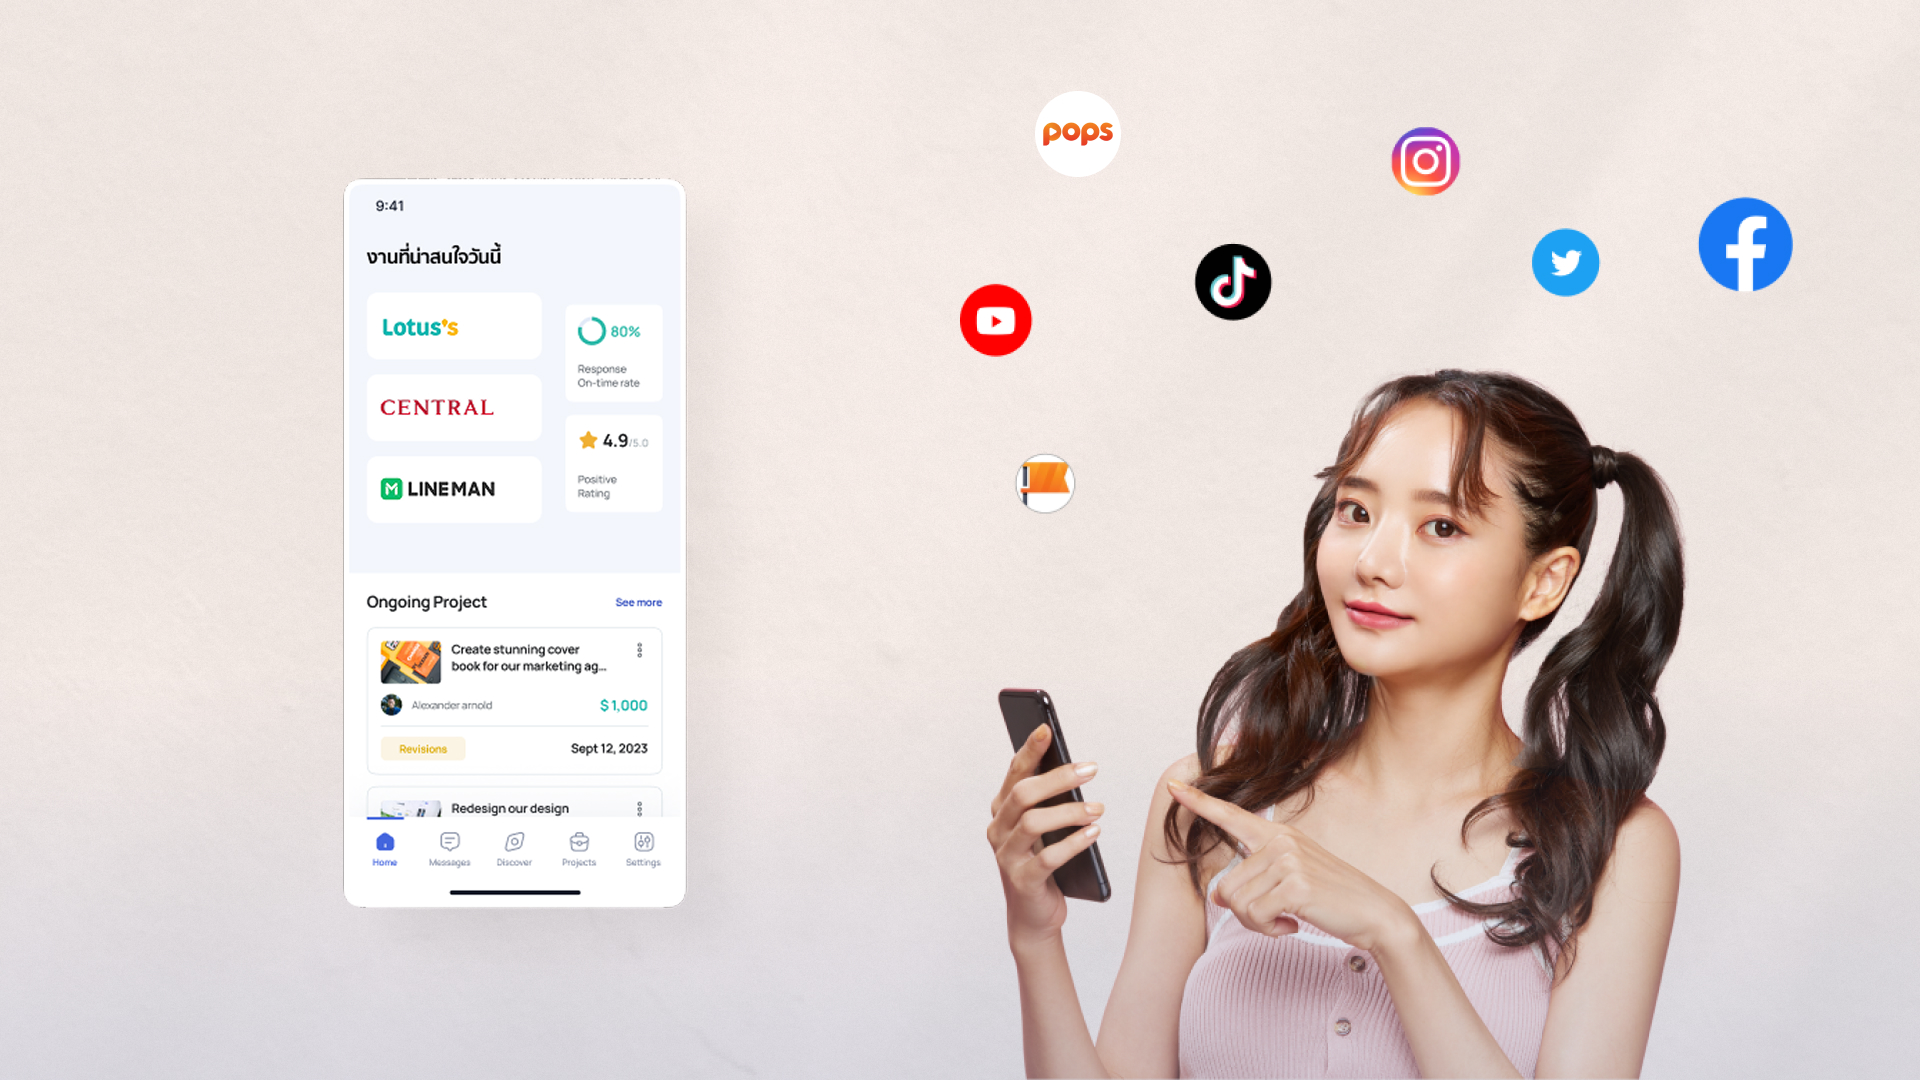 pops
9:41
งานที่น่าสนใจวันนี้
Lotus's
80%
Response
On-time rate
CENTRAL
4.9/5.0
Positive
Rating
LINE MAN
Ongoing Project
See more
Create stunning cover
book for our marketing ag...
Alexander arnold
$1,000
Revisions
Sept 12, 2023
Redesign our design
Home
Messages
Discover
Projects
Settings